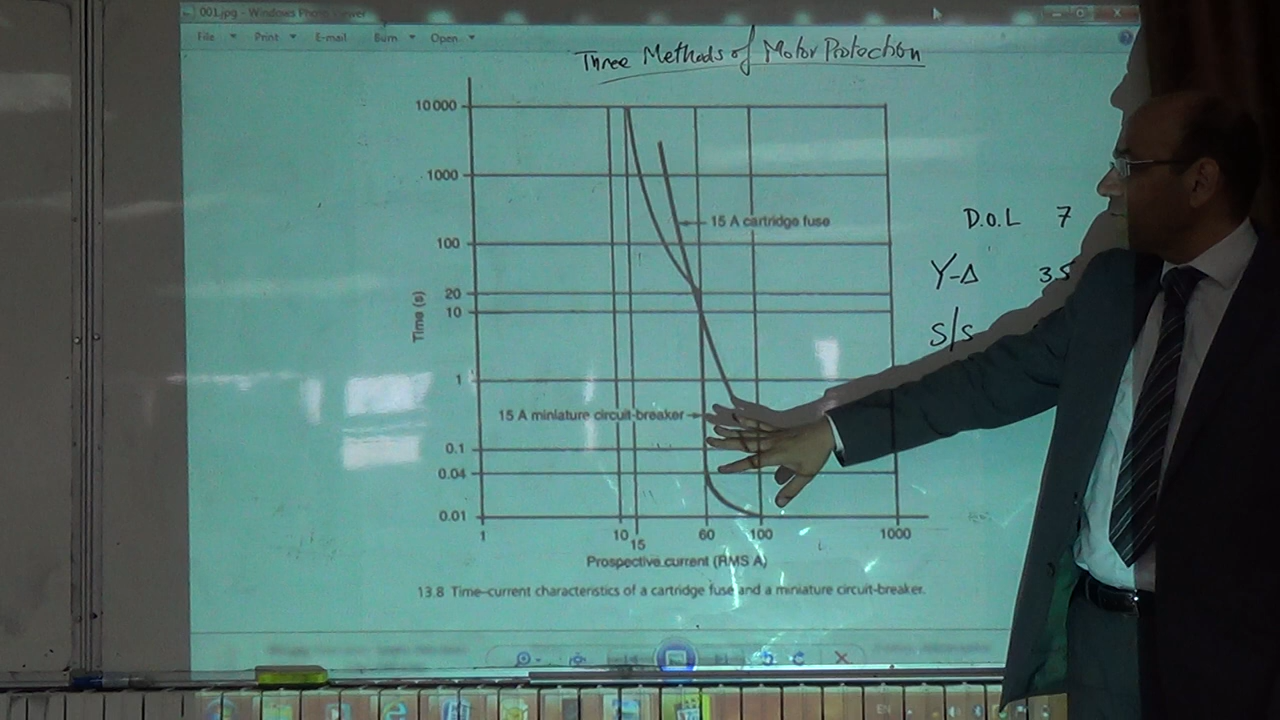 001.jpg - Windows Photo Viewer
File Print E-mail Burn Open
Three Methods of Motor Protection
10 000
1000
100
20
10
1
0.1
0.04
0.01
Time (s)
15 A cartridge fuse
15 A miniature circuit-breaker
1 10 15 60 100 1000
Prospective current (RMS A)
13.8 Time-current characteristics of a cartridge fuse and a miniature circuit-breaker.
D.O.L 7
Y-Δ 3.5
S/S
EN